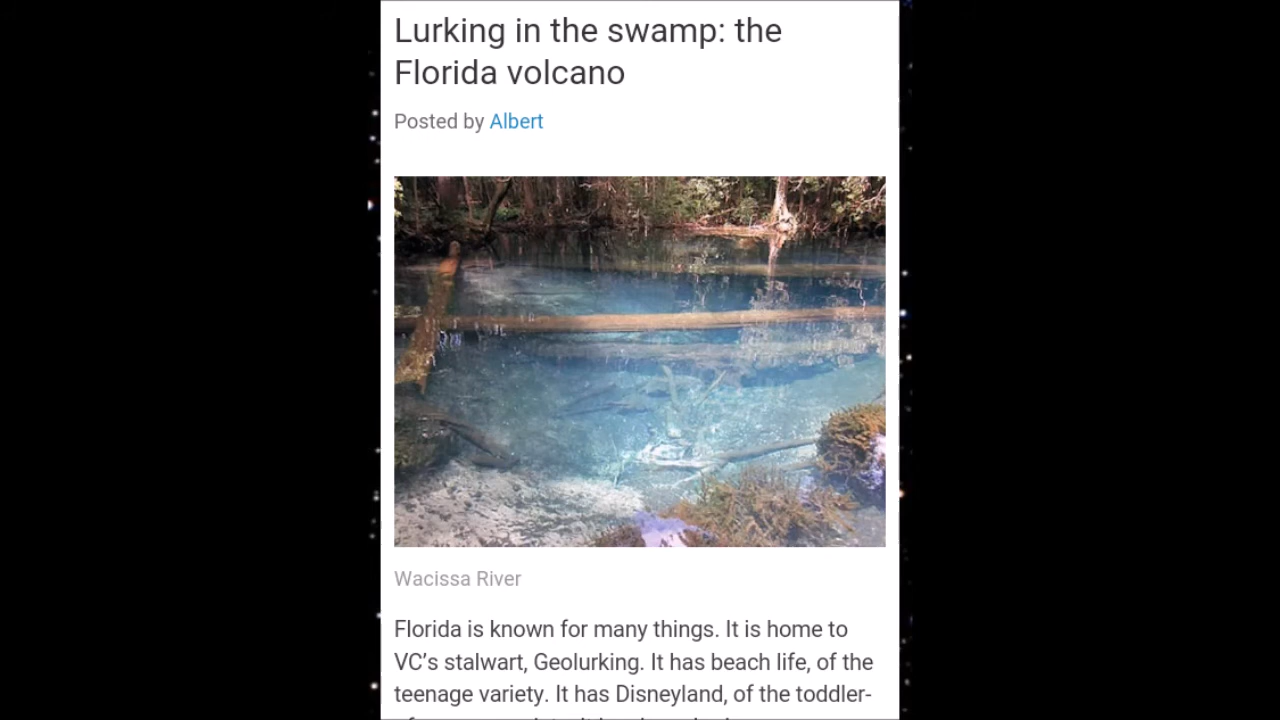 Lurking in the swamp: the
Florida volcano
Posted by Albert
Wacissa River
Florida is known for many things. It is home to
VC's stalwart, Geolurking. It has beach life, of the
teenage variety. It has Disneyland, of the toddler-